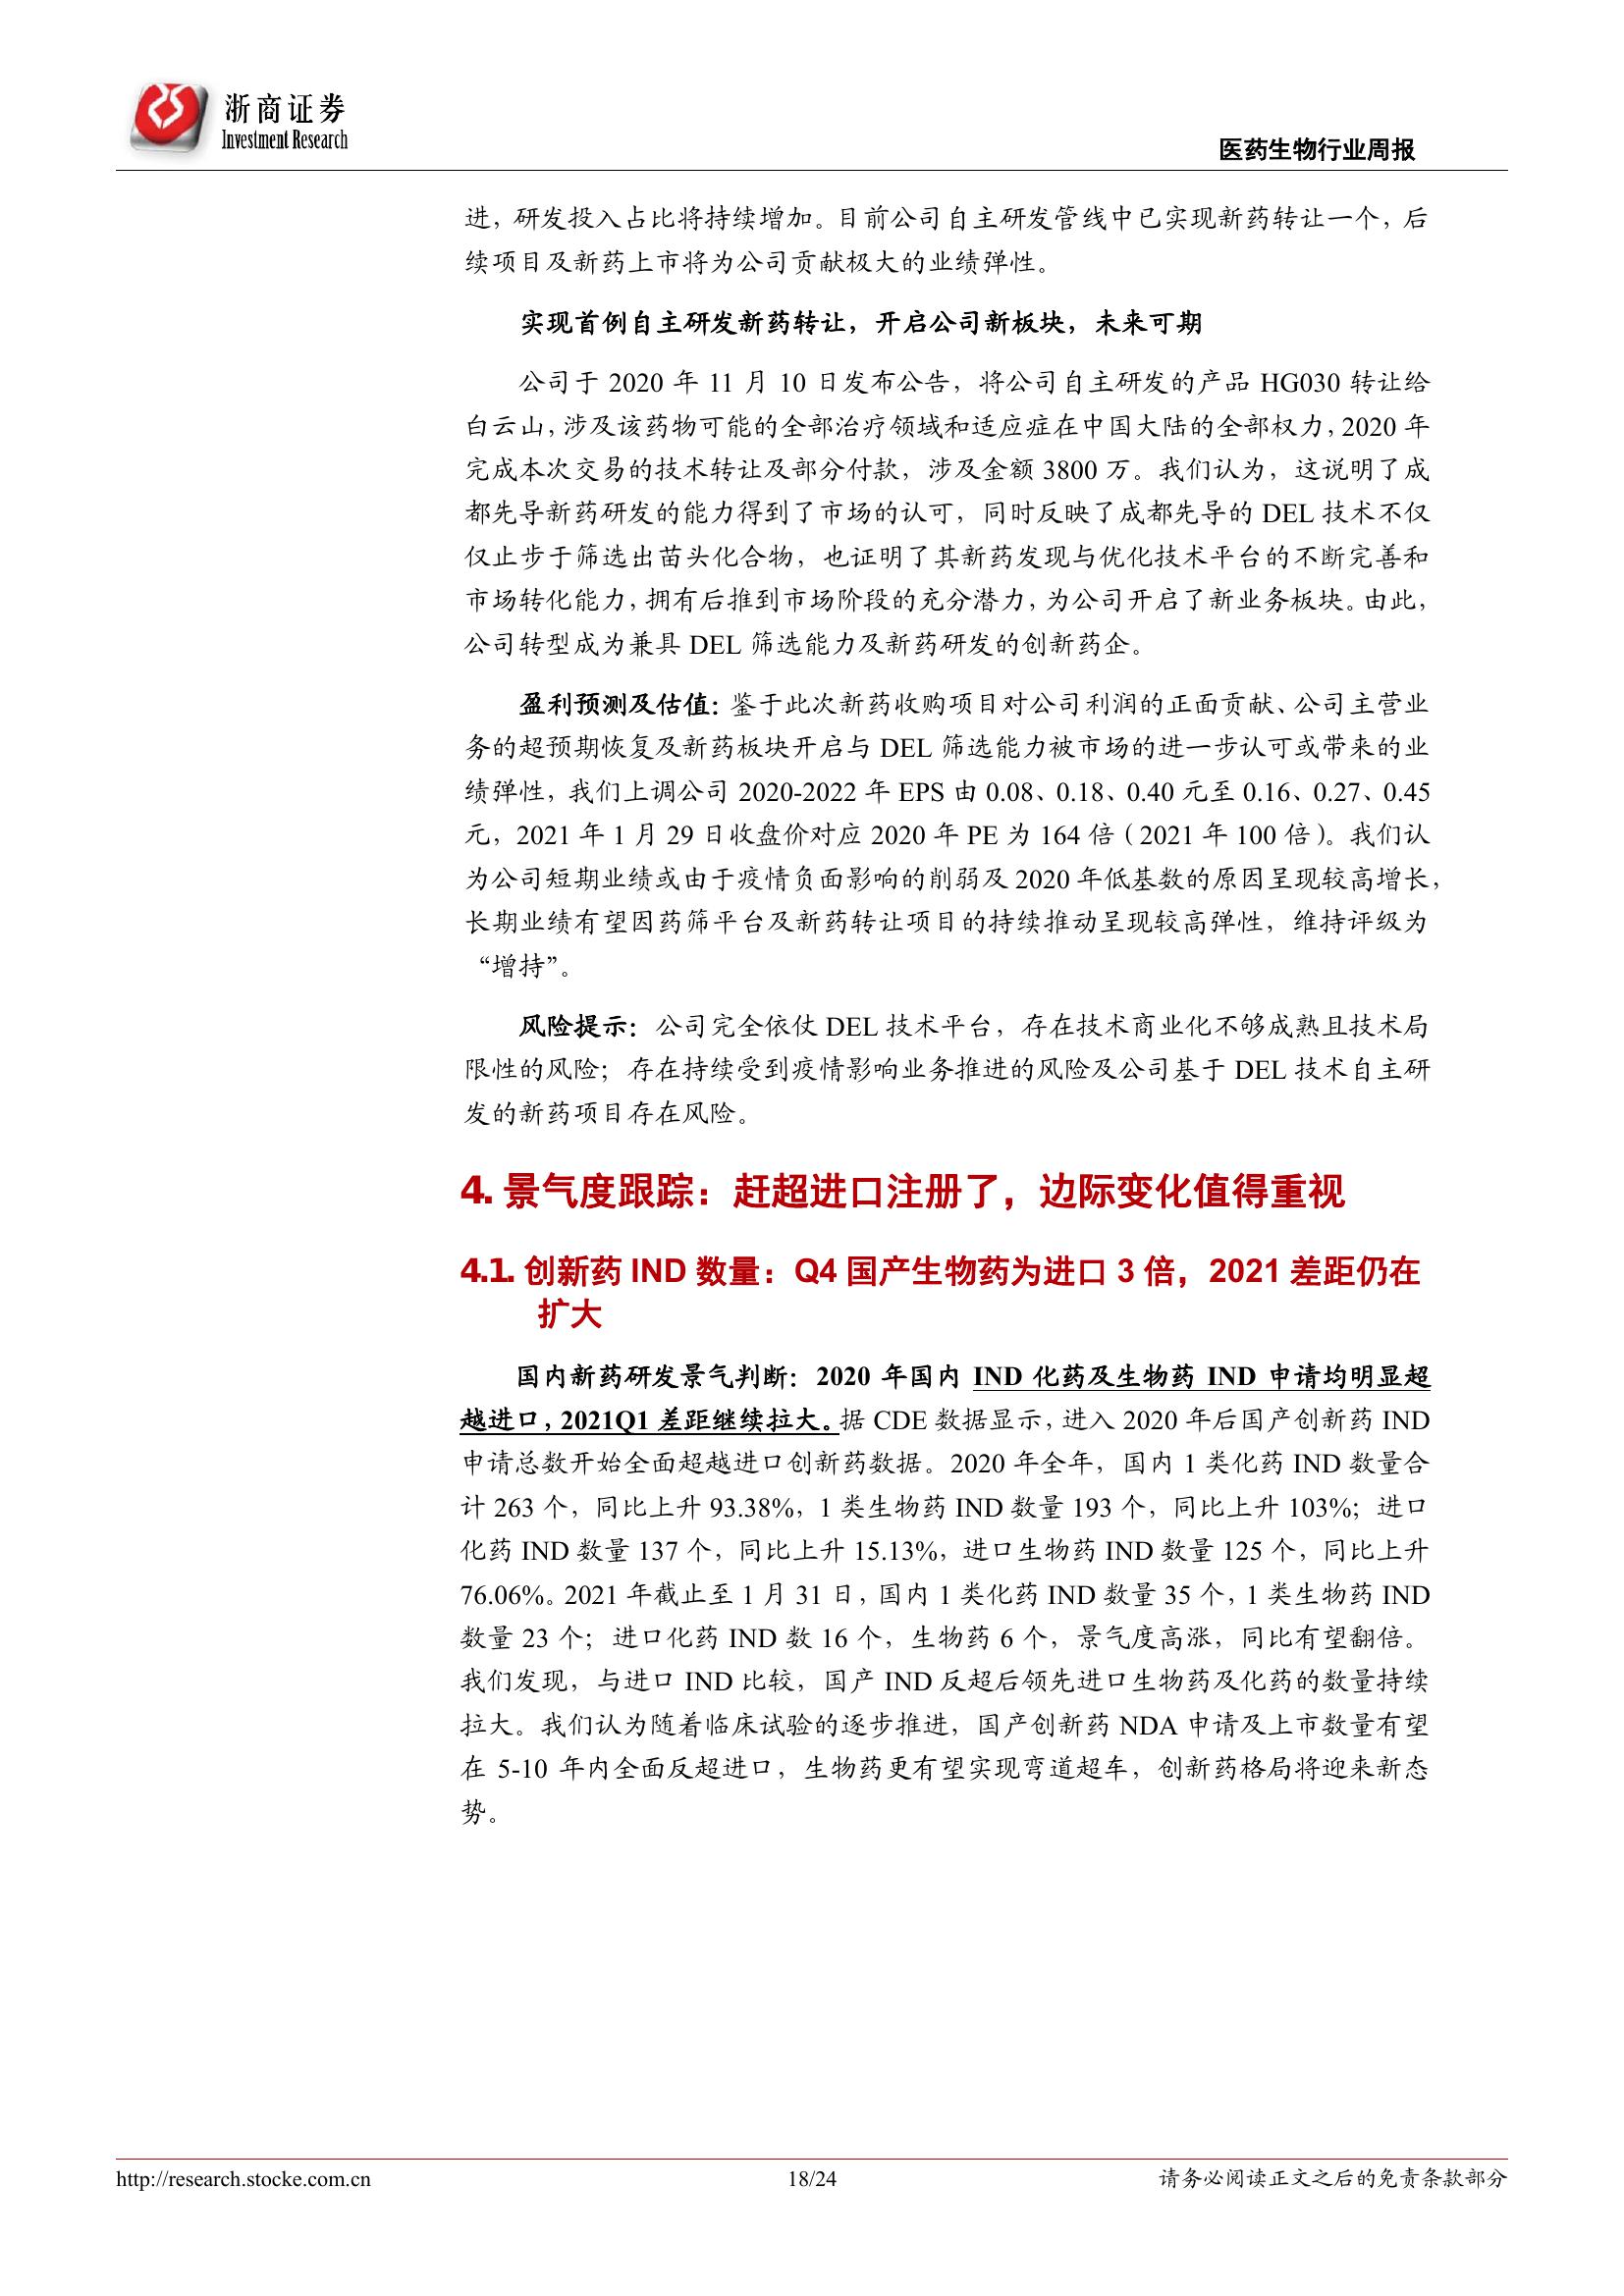 浙商证券
Investment Research
医药生物行业周报
进，研发投入占比将持续增加。目前公司自主研发管线中已实现新药转让一个，后
续项目及新药上市将为公司贡献极大的业绩弹性。
实现首例自主研发新药转让，开启公司新板块，未来可期
公司于 2020 年 11 月 10 日发布公告，将公司自主研发的产品 HG030 转让给
白云山，涉及该药物可能的全部治疗领域和适应症在中国大陆的全部权力，2020 年
完成本次交易的技术转让及部分付款，涉及金额 3800 万。我们认为，这说明了成
都先导新药研发的能力得到了市场的认可，同时反映了成都先导的 DEL 技术不仅
仅止步于筛选出苗头化合物，也证明了其新药发现与优化技术平台的不断完善和
市场转化能力，拥有后推到市场阶段的充分潜力，为公司开启了新业务板块。由此，
公司转型成为兼具 DEL 筛选能力及新药研发的创新药企。
盈利预测及估值：鉴于此次新药收购项目对公司利润的正面贡献、公司主营业
务的超预期恢复及新药板块开启与 DEL 筛选能力被市场的进一步认可或带来的业
绩弹性，我们上调公司 2020-2022 年 EPS 由 0.08、0.18、0.40 元至 0.16、0.27、0.45
元，2021 年 1 月 29 日收盘价对应 2020 年 PE 为 164 倍（2021 年 100 倍）。我们认
为公司短期业绩或由于疫情负面影响的削弱及 2020 年低基数的原因呈现较高增长，
长期业绩有望因药筛平台及新药转让项目的持续推动呈现较高弹性，维持评级为
“增持”。
风险提示：公司完全依仗 DEL 技术平台，存在技术商业化不够成熟且技术局
限性的风险；存在持续受到疫情影响业务推进的风险及公司基于 DEL 技术自主研
发的新药项目存在风险。
4. 景气度跟踪：赶超进口注册了，边际变化值得重视
4.1. 创新药 IND 数量：Q4 国产生物药为进口 3 倍，2021 差距仍在
扩大
国内新药研发景气判断：2020 年国内 IND 化药及生物药 IND 申请均明显超
越进口，2021Q1 差距继续拉大。据 CDE 数据显示，进入 2020 年后国产创新药 IND
申请总数开始全面超越进口创新药数据。2020 年全年，国内 1 类化药 IND 数量合
计 263 个，同比上升 93.38%，1 类生物药 IND 数量 193 个，同比上升 103%；进口
化药 IND 数量 137 个，同比上升 15.13%，进口生物药 IND 数量 125 个，同比上升
76.06%。2021 年截止至 1 月 31 日，国内 1 类化药 IND 数量 35 个，1 类生物药 IND
数量 23 个；进口化药 IND 数 16 个，生物药 6 个，景气度高涨，同比有望翻倍。
我们发现，与进口 IND 比较，国产 IND 反超后领先进口生物药及化药的数量持续
拉大。我们认为随着临床试验的逐步推进，国产创新药 NDA 申请及上市数量有望
在 5-10 年内全面反超进口，生物药更有望实现弯道超车，创新药格局将迎来新态
势。
http://research.stocke.com.cn
18/24
请务必阅读正文之后的免责条款部分